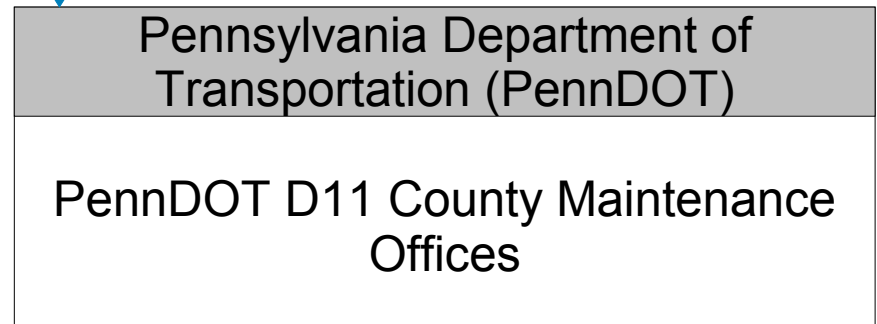 Pennsylvania Department of
Transportation (PennDOT)
PennDOT D11 County Maintenance
Offices